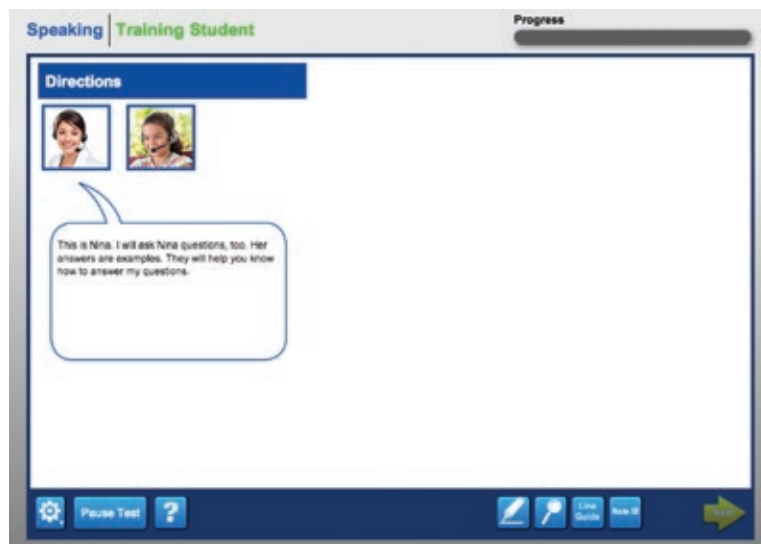 Speaking Training Student
Progress
Directions
This is Nina. I will ask Nina questions, too. Her
answers are examples. They will help you know
how to answer my questions.
Pause Test
?
Line
Guide
Next